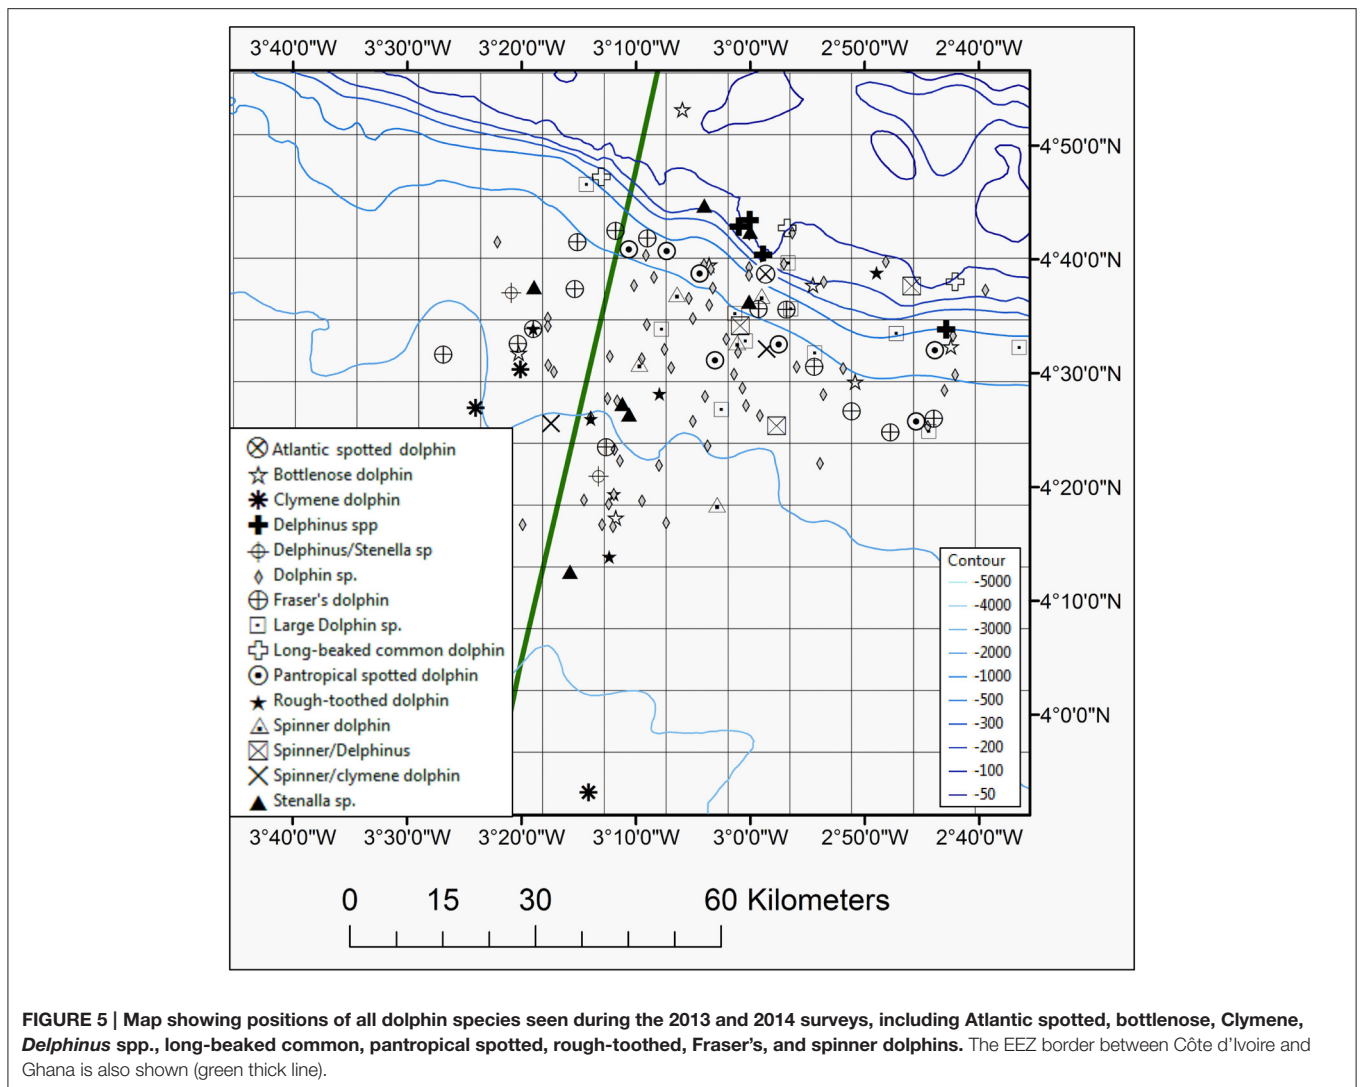 3°40'0"W 3°30'0"W 3°20'0"W 3°10'0"W 3°0'0"W 2°50'0"W 2°40'0"W
4°50'0"N
4°40'0"N
4°30'0"N
4°20'0"N
4°10'0"N
4°0'0"N
Atlantic spotted dolphin
Bottlenose dolphin
Clymene dolphin
Delphinus spp
Delphinus/Stenella sp
Dolphin sp.
Fraser's dolphin
Large Dolphin sp.
Long-beaked common dolphin
Pantropical spotted dolphin
Rough-toothed dolphin
Spinner dolphin
Spinner/Delphinus
Spinner/clymene dolphin
Stenalla sp.
Contour
-5000
-4000
-3000
-2000
-1000
-500
-300
-200
-100
-50
3°40'0"W 3°30'0"W 3°20'0"W 3°10'0"W 3°0'0"W 2°50'0"W 2°40'0"W
0 15 30 60 Kilometers
FIGURE 5 | Map showing positions of all dolphin species seen during the 2013 and 2014 surveys, including Atlantic spotted, bottlenose, Clymene,
Delphinus spp., long-beaked common, pantropical spotted, rough-toothed, Fraser's, and spinner dolphins. The EEZ border between Côte d'Ivoire and
Ghana is also shown (green thick line).